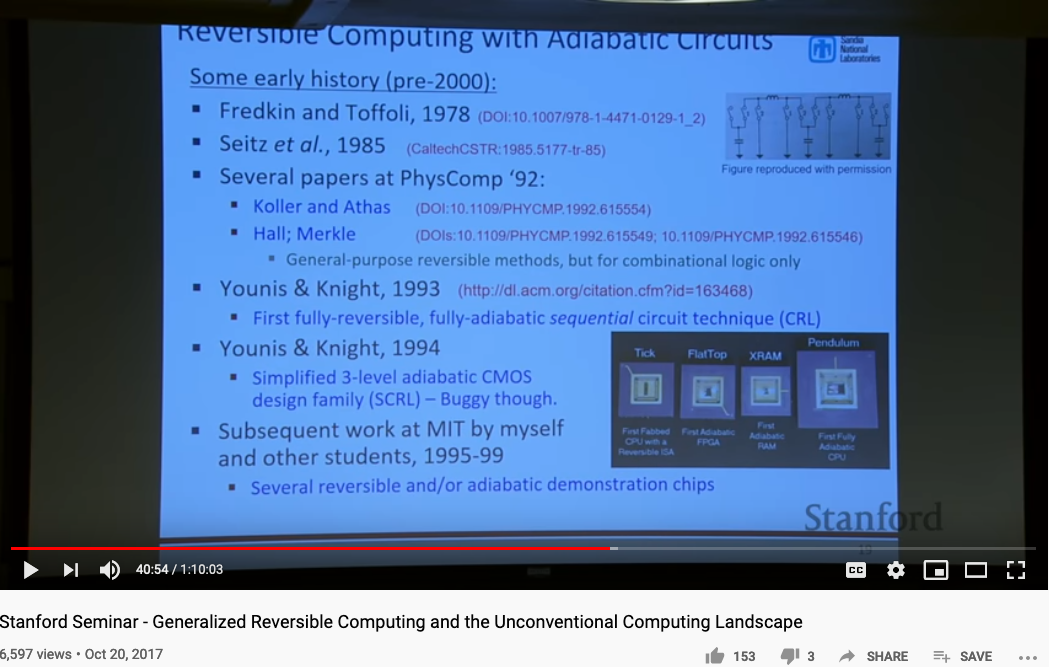 Reversible Computing with Adiabatic Circuits
Sandia
National
Laboratories
Some early history (pre-2000):
▪ Fredkin and Toffoli, 1978 (DOI:10.1007/978-1-4471-0129-1_2)
▪ Seitz et al., 1985 (CaltechCSTR:1985.5177-tr-85)
Figure reproduced with permission
▪ Several papers at PhysComp ‘92:
▪ Koller and Athas (DOI:10.1109/PHYCMP.1992.615554)
▪ Hall; Merkle (DOIs:10.1109/PHYCMP.1992.615549; 10.1109/PHYCMP.1992.615546)
▪ General-purpose reversible methods, but for combinational logic only
▪ Younis & Knight, 1993 (http://dl.acm.org/citation.cfm?id=163468)
▪ First fully-reversible, fully-adiabatic sequential circuit technique (CRL)
▪ Younis & Knight, 1994
▪ Simplified 3-level adiabatic CMOS
design family (SCRL) – Buggy though.
▪ Subsequent work at MIT by myself
and other students, 1995-99
▪ Several reversible and/or adiabatic demonstration chips
Tick FlatTop XRAM Pendulum
First Fabbed
CPU with a
Reversible ISA
First Adiabatic
FPGA
First
Adiabatic
RAM
First Fully
Adiabatic
CPU
Stanford
13
40:54 / 1:10:03
CC
Stanford Seminar - Generalized Reversible Computing and the Unconventional Computing Landscape
6,597 views • Oct 20, 2017
153 3 SHARE SAVE